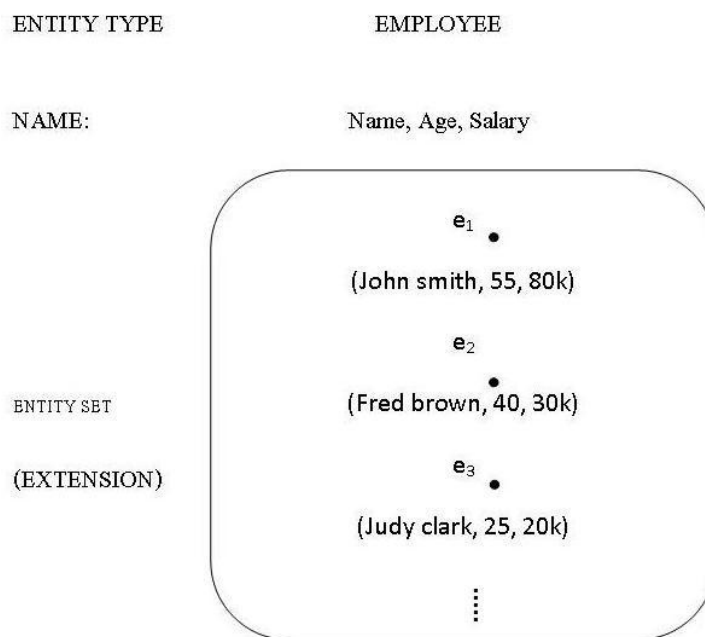 ENTITY TYPE EMPLOYEE
NAME: Name, Age, Salary
e₁
(John smith, 55, 80k)
e₂
ENTITY SET (Fred brown, 40, 30k)
(EXTENSION) e₃
(Judy clark, 25, 20k)